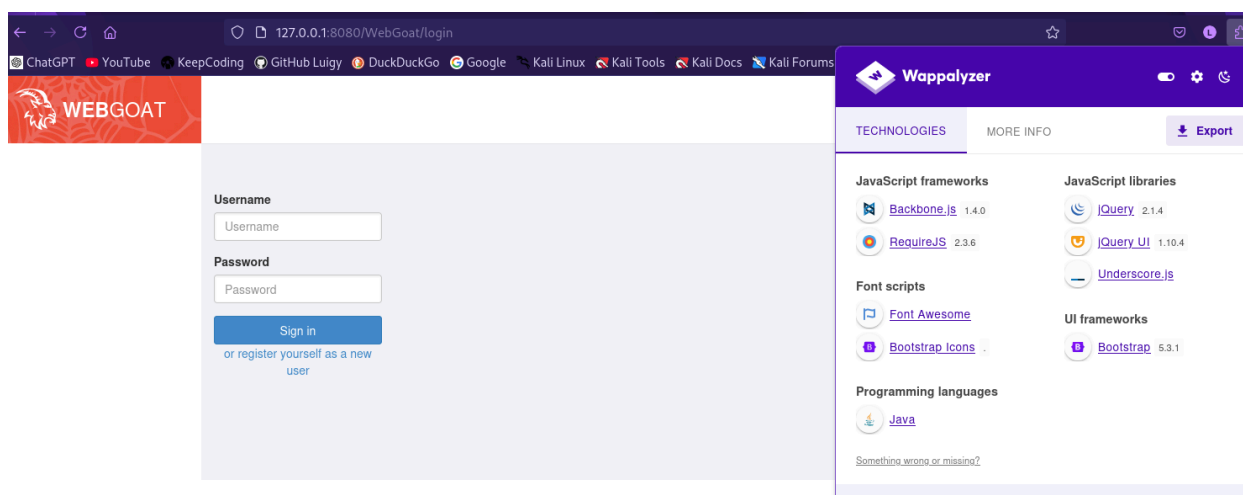 127.0.0.1:8080/WebGoat/login
ChatGPT YouTube KeepCoding GitHub Luigy DuckDuckGo Google Kali Linux Kali Tools Kali Docs Kali Forums
WEBGOAT
Username
Username
Password
Password
Sign in
or register yourself as a new
user
Wappalyzer
TECHNOLOGIES MORE INFO Export
JavaScript frameworks
Backbone.js 1.4.0
RequireJS 2.3.6
Font scripts
Font Awesome
Bootstrap Icons .
Programming languages
Java
Something wrong or missing?
JavaScript libraries
jQuery 2.1.4
jQuery UI 1.10.4
Underscore.js
UI frameworks
Bootstrap 5.3.1